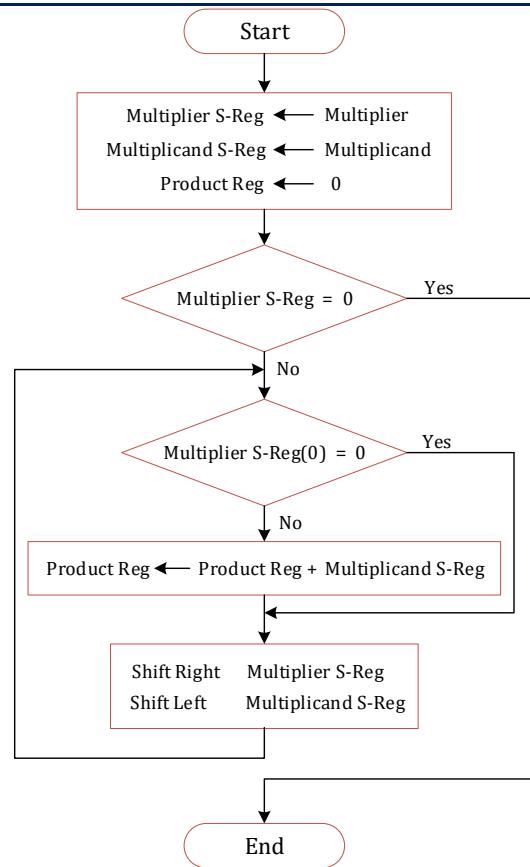 Start
Multiplier S-Reg ← Multiplier
Multiplicand S-Reg ← Multiplicand
Product Reg ← 0
Multiplier S-Reg = 0
Yes
No
Multiplier S-Reg(0) = 0
Yes
No
Product Reg ← Product Reg + Multiplicand S-Reg
Shift Right Multiplier S-Reg
Shift Left Multiplicand S-Reg
End